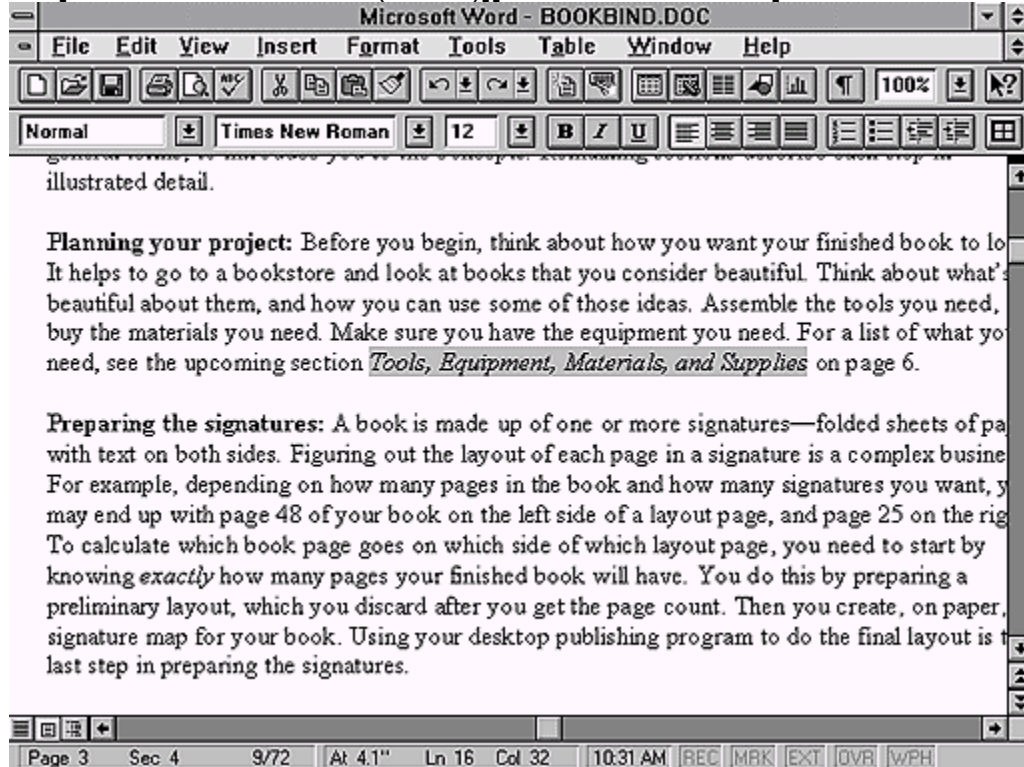 Microsoft Word - BOOKBIND.DOC
File Edit View Insert Format Tools Table Window Help
ABC 100% ?
Normal Times New Roman 12 B I U
illustrated detail.
Planning your project: Before you begin, think about how you want your finished book to lo
It helps to go to a bookstore and look at books that you consider beautiful. Think about what's
beautiful about them, and how you can use some of those ideas. Assemble the tools you need,
buy the materials you need. Make sure you have the equipment you need. For a list of what yo
need, see the upcoming section Tools, Equipment, Materials, and Supplies on page 6.
Preparing the signatures: A book is made up of one or more signatures—folded sheets of pa
with text on both sides. Figuring out the layout of each page in a signature is a complex busine
For example, depending on how many pages in the book and how many signatures you want, y
may end up with page 48 of your book on the left side of a layout page, and page 25 on the rig
To calculate which book page goes on which side of which layout page, you need to start by
knowing exactly how many pages your finished book will have. You do this by preparing a
preliminary layout, which you discard after you get the page count. Then you create, on paper,
signature map for your book. Using your desktop publishing program to do the final layout is t
last step in preparing the signatures.
Page 3 Sec 4 9/72 At 4.1" Ln 16 Col 32 10:31 AM REC MRK EXT OVR WPH